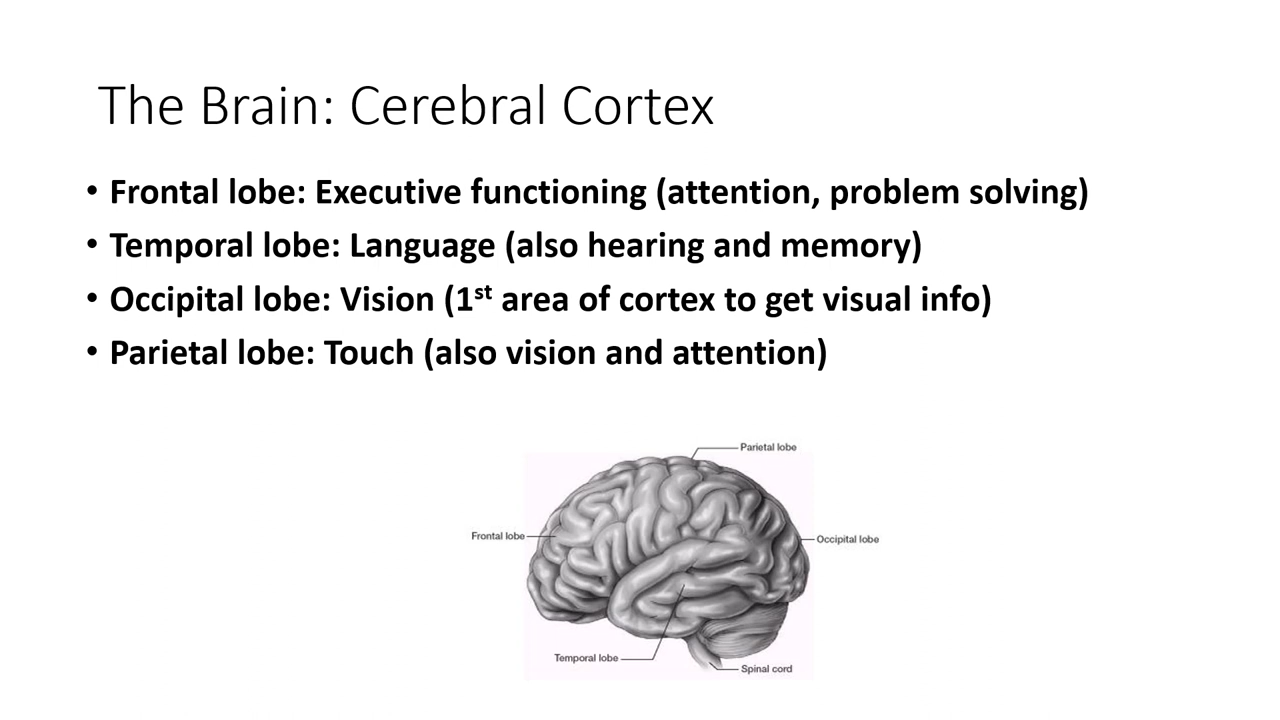 The Brain: Cerebral Cortex
• Frontal lobe: Executive functioning (attention, problem solving)
• Temporal lobe: Language (also hearing and memory)
• Occipital lobe: Vision (1st area of cortex to get visual info)
• Parietal lobe: Touch (also vision and attention)
Parietal lobe
Frontal lobe
Occipital lobe
Temporal lobe
Spinal cord